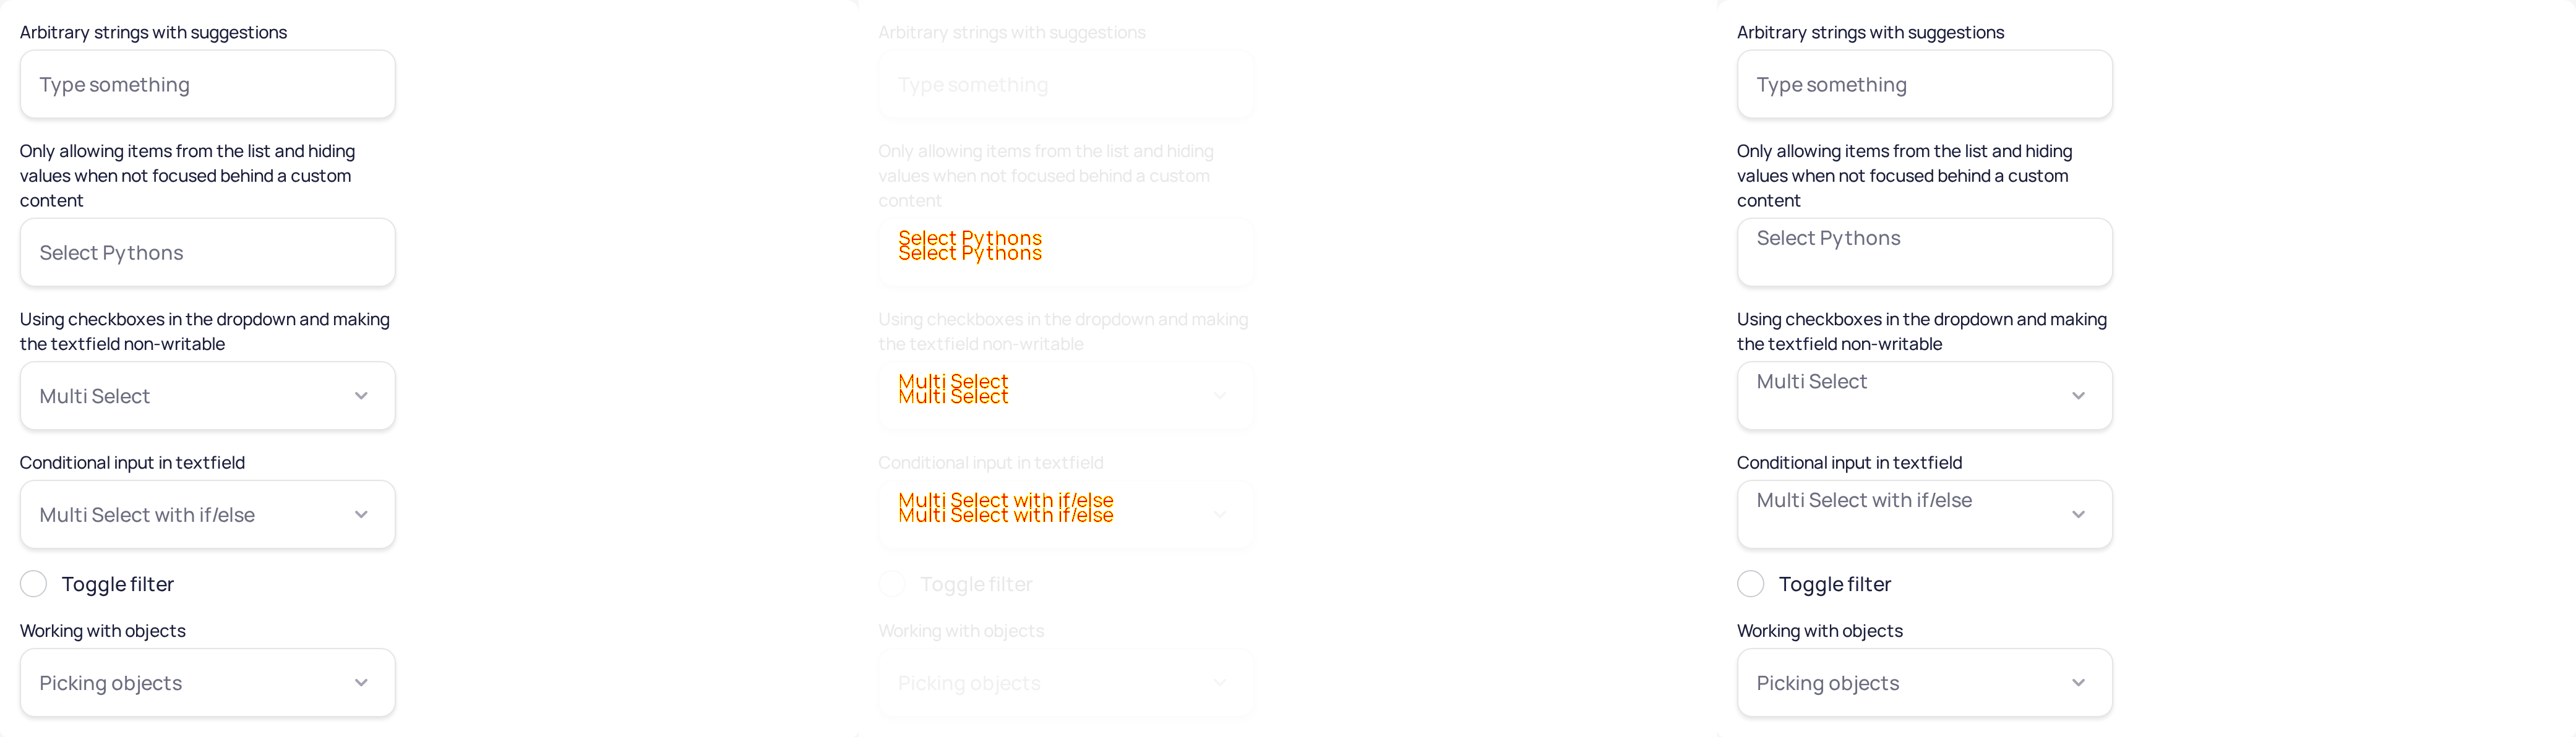 Arbitrary strings with suggestions
Type something
Only allowing items from the list and hiding
values when not focused behind a custom
content
Select Pythons
Using checkboxes in the dropdown and making
the textfield non-writable
Multi Select
Conditional input in textfield
Multi Select with if/else
Toggle filter
Working with objects
Picking objects
Arbitrary strings with suggestions
Type something
Only allowing items from the list and hiding
values when not focused behind a custom
content
Select Pythons
Select Pythons
Using checkboxes in the dropdown and making
the textfield non-writable
Multi Select
Multi Select
Conditional input in textfield
Multi Select with if/else
Multi Select with if/else
Toggle filter
Working with objects
Picking objects
Arbitrary strings with suggestions
Type something
Only allowing items from the list and hiding
values when not focused behind a custom
content
Select Pythons
Using checkboxes in the dropdown and making
the textfield non-writable
Multi Select
Conditional input in textfield
Multi Select with if/else
Toggle filter
Working with objects
Picking objects